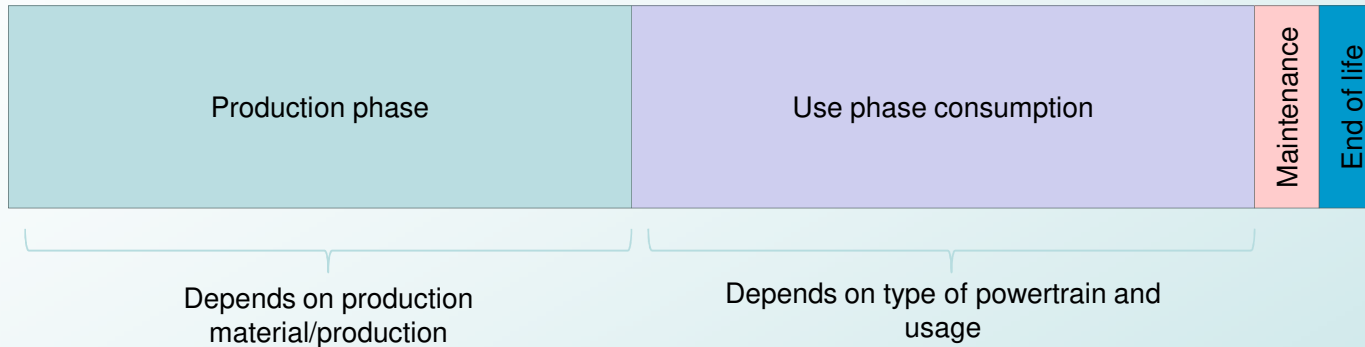 Production phase
Use phase consumption
Maintenance
End of life
Depends on production
material/production
Depends on type of powertrain and
usage